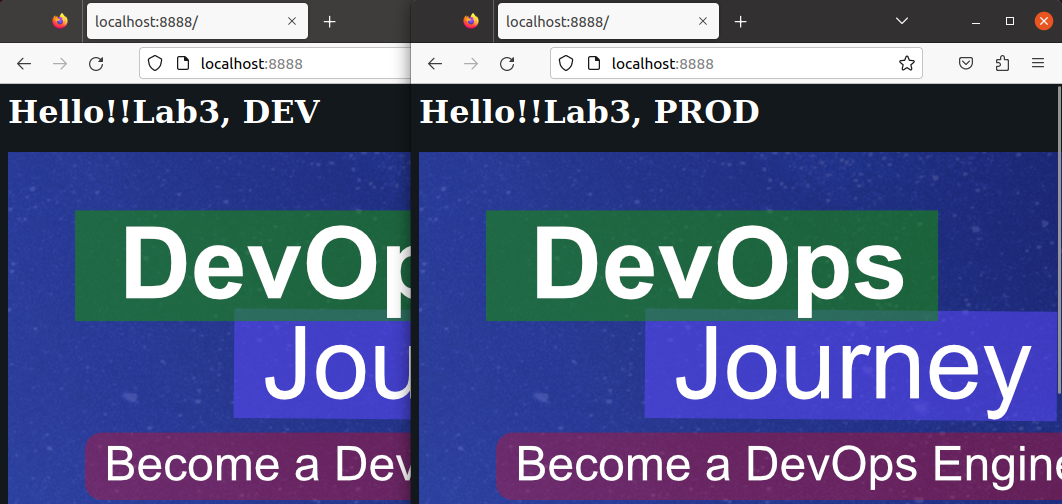 localhost:8888/
localhost:8888
Hello!!Lab3, DEV
DevOp
Jou
Become a Dev
localhost:8888/
localhost:8888
Hello!!Lab3, PROD
DevOps
Journey
Become a DevOps Engine